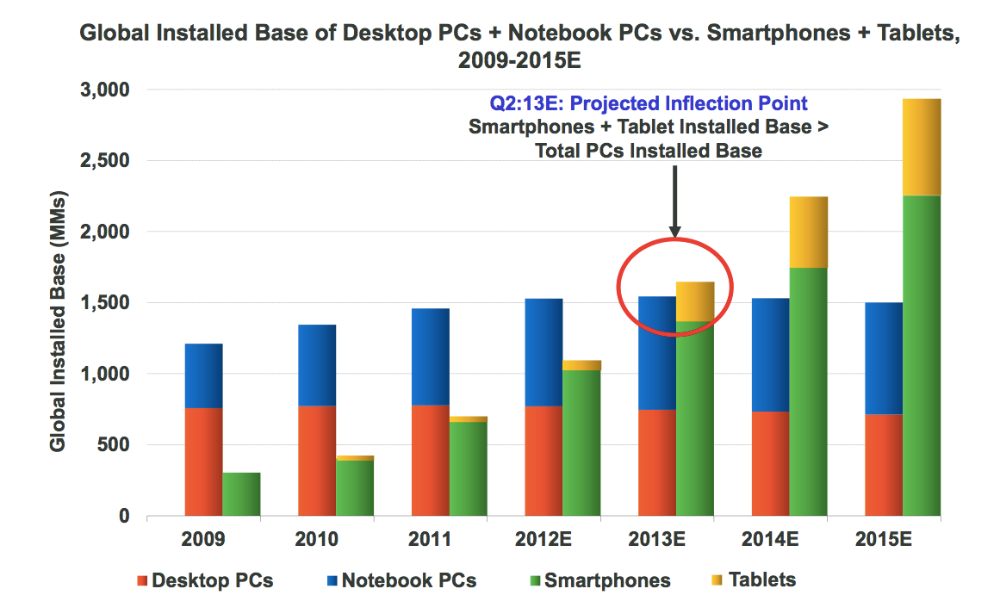 Global Installed Base of Desktop PCs + Notebook PCs vs. Smartphones + Tablets,
2009-2015E
Q2:13E: Projected Inflection Point
Smartphones + Tablet Installed Base >
Total PCs Installed Base
Global Installed Base (MMs)
3,000
2,500
2,000
1,500
1,000
500
0
2009 2010 2011 2012E 2013E 2014E 2015E
Desktop PCs Notebook PCs Smartphones Tablets